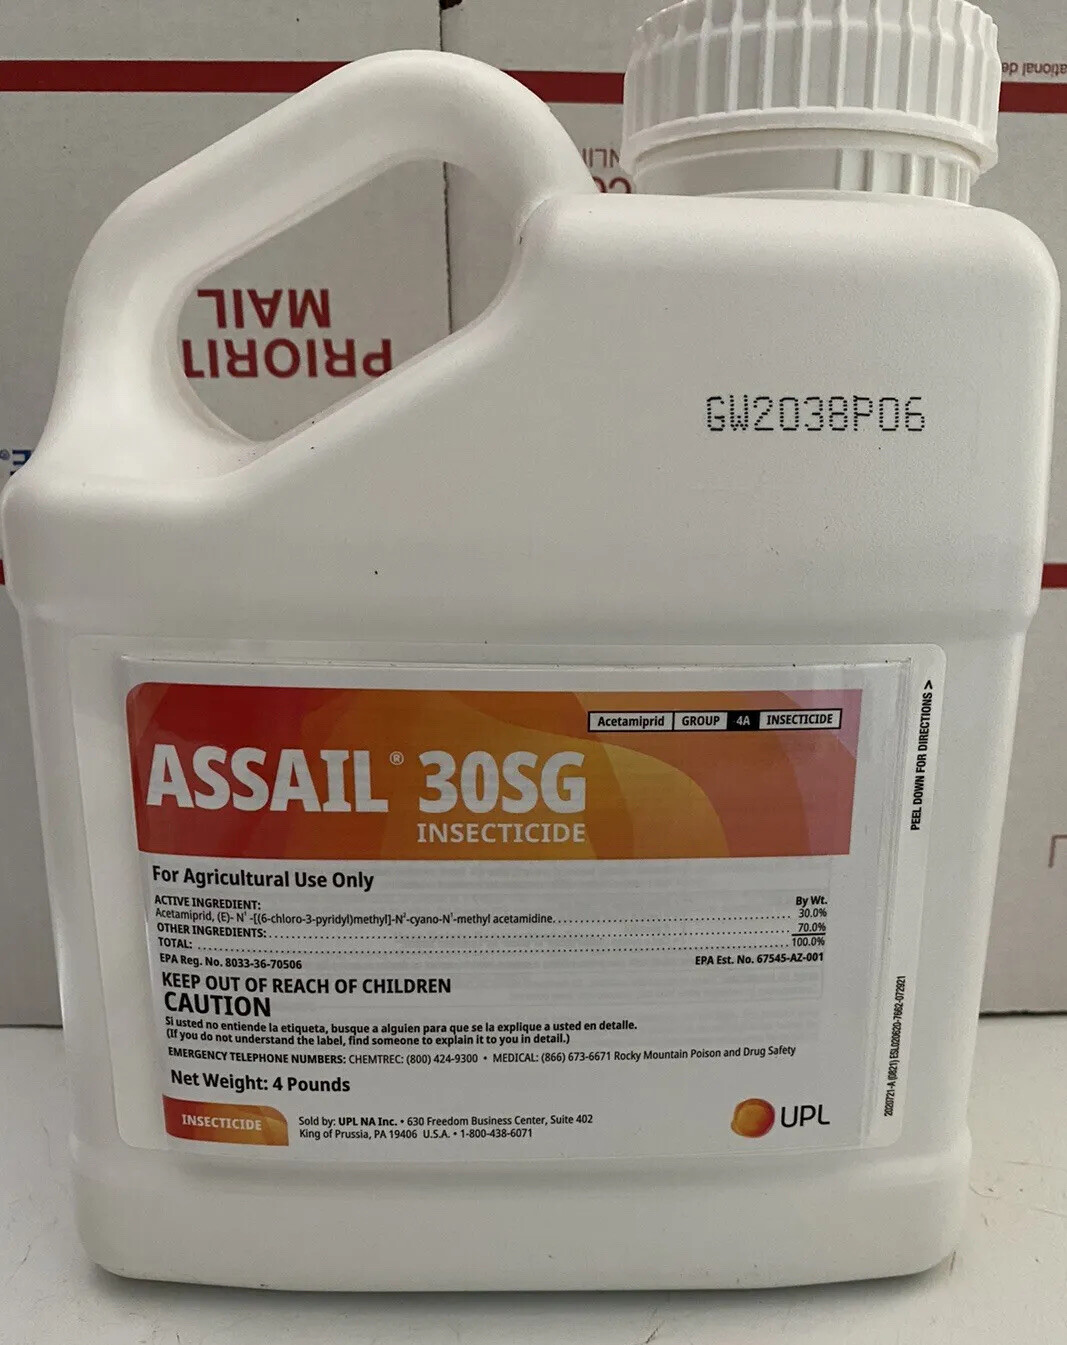 PRIORIT
MAIL
GW2038P06
Acetamiprid GROUP 4A INSECTICIDE
ASSAIL® 30SG
INSECTICIDE
For Agricultural Use Only
ACTIVE INGREDIENT: By Wt.
Acetamiprid, (E)- N¹ -[(6-chloro-3-pyridyl)methyl]-N²-cyano-N¹-methyl acetamidine. 30.0%
OTHER INGREDIENTS: 70.0%
TOTAL: 100.0%
EPA Reg. No. 8033-36-70506 EPA Est. No. 67545-AZ-001
KEEP OUT OF REACH OF CHILDREN
CAUTION
Si usted no entiende la etiqueta, busque a alguien para que se la explique a usted en detalle.
(If you do not understand the label, find someone to explain it to you in detail.)
EMERGENCY TELEPHONE NUMBERS: CHEMTREC: (800) 424-9300 • MEDICAL: (866) 673-6671 Rocky Mountain Poison and Drug Safety
Net Weight: 4 Pounds
INSECTICIDE
Sold by: UPL NA Inc. • 630 Freedom Business Center, Suite 402
King of Prussia, PA 19406 U.S.A. • 1-800-438-6071
UPL
PEEL DOWN FOR DIRECTIONS >
2020721-A (0821) ESL020620-7662-072921